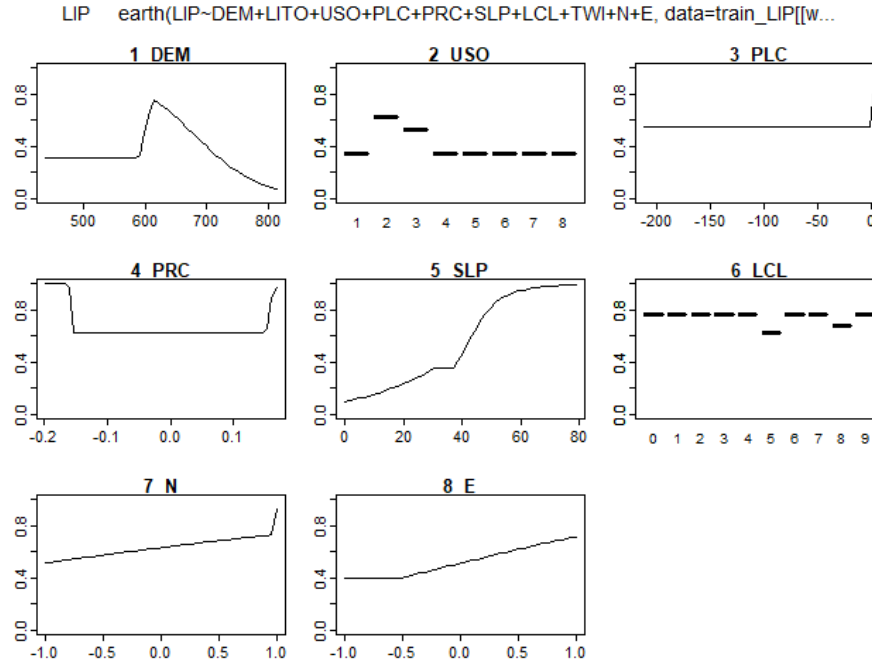 LIP earth(LIP~DEM+LITO+USO+PLC+PRC+SLP+LCL+TWI+N+E, data=train_LIP[[w...
1 DEM
0.0 0.4 0.8
500 600 700 800
2 USO
0.0 0.4 0.8
1 2 3 4 5 6 7 8
3 PLC
0.0 0.4 0.8
-200 -150 -100 -50 0
4 PRC
0.0 0.4 0.8
-0.2 -0.1 0.0 0.1
5 SLP
0.0 0.4 0.8
0 20 40 60 80
6 LCL
0.0 0.4 0.8
0 1 2 3 4 5 6 7 8 9
7 N
0.0 0.4 0.8
-1.0 -0.5 0.0 0.5 1.0
8 E
0.0 0.4 0.8
-1.0 -0.5 0.0 0.5 1.0